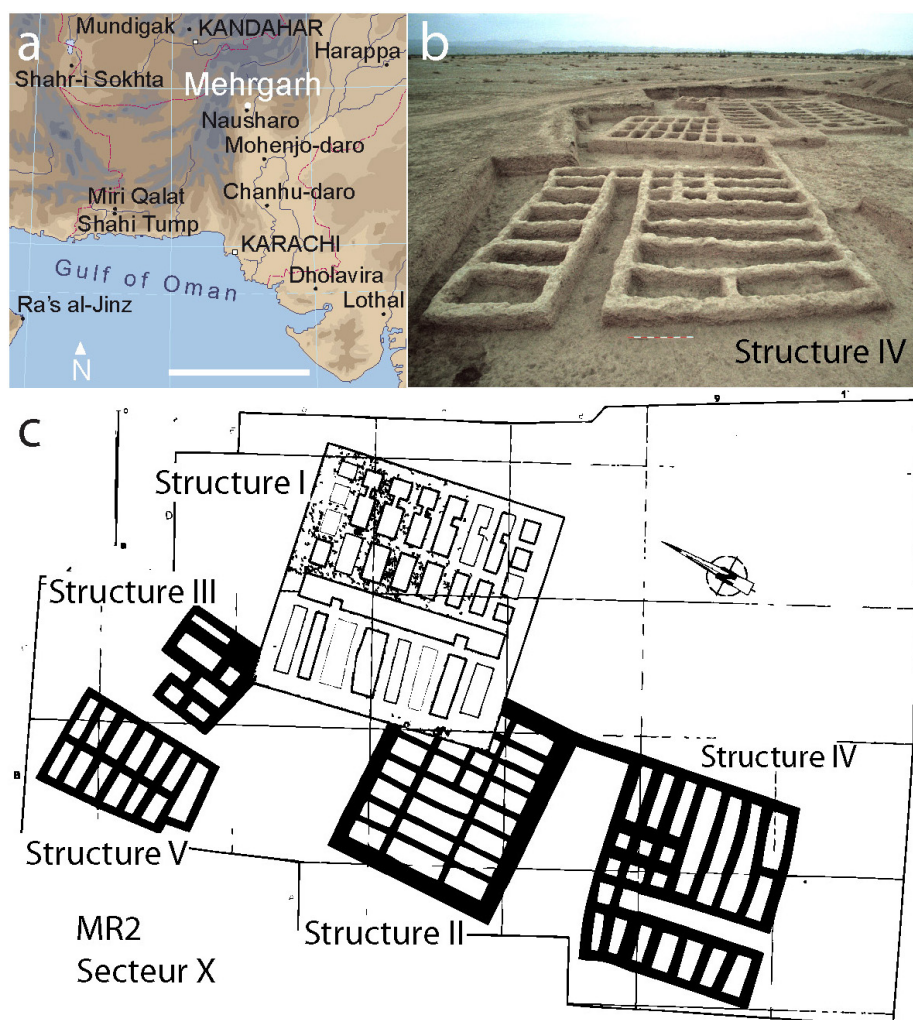 a
Mundigak
KANDAHAR
Harappa
Shahr-i Sokhta
Mehrgarh
Nausharo
Mohenjo-daro
Miri Qalat
Chanhu-daro
Shahi Tump
KARACHI
Gulf of Oman
Dholavira
Lothal
Ra's al-Jinz
N
b
Structure IV
c
9
Structure I
D
Structure III
Structure IV
Structure V
Structure II
MR2
Secteur X